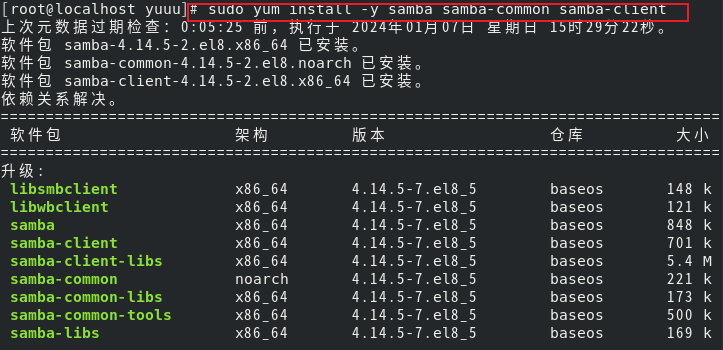 [root@localhost yuuu]# sudo yum install -y samba samba-common samba-client
上次元数据过期检查：0:05:25 前，执行于 2024年01月07日 星期日 15时29分22秒。
软件包 samba-4.14.5-2.el8.x86_64 已安装。
软件包 samba-common-4.14.5-2.el8.noarch 已安装。
软件包 samba-client-4.14.5-2.el8.x86_64 已安装。
依赖关系解决。
================================================================================
软件包 架构 版本 仓库 大小
================================================================================
升级:
libsmbclient x86_64 4.14.5-7.el8_5 baseos 148 k
libwbclient x86_64 4.14.5-7.el8_5 baseos 121 k
samba x86_64 4.14.5-7.el8_5 baseos 848 k
samba-client x86_64 4.14.5-7.el8_5 baseos 701 k
samba-client-libs x86_64 4.14.5-7.el8_5 baseos 5.4 M
samba-common noarch 4.14.5-7.el8_5 baseos 221 k
samba-common-libs x86_64 4.14.5-7.el8_5 baseos 173 k
samba-common-tools x86_64 4.14.5-7.el8_5 baseos 500 k
samba-libs x86_64 4.14.5-7.el8_5 baseos 169 k